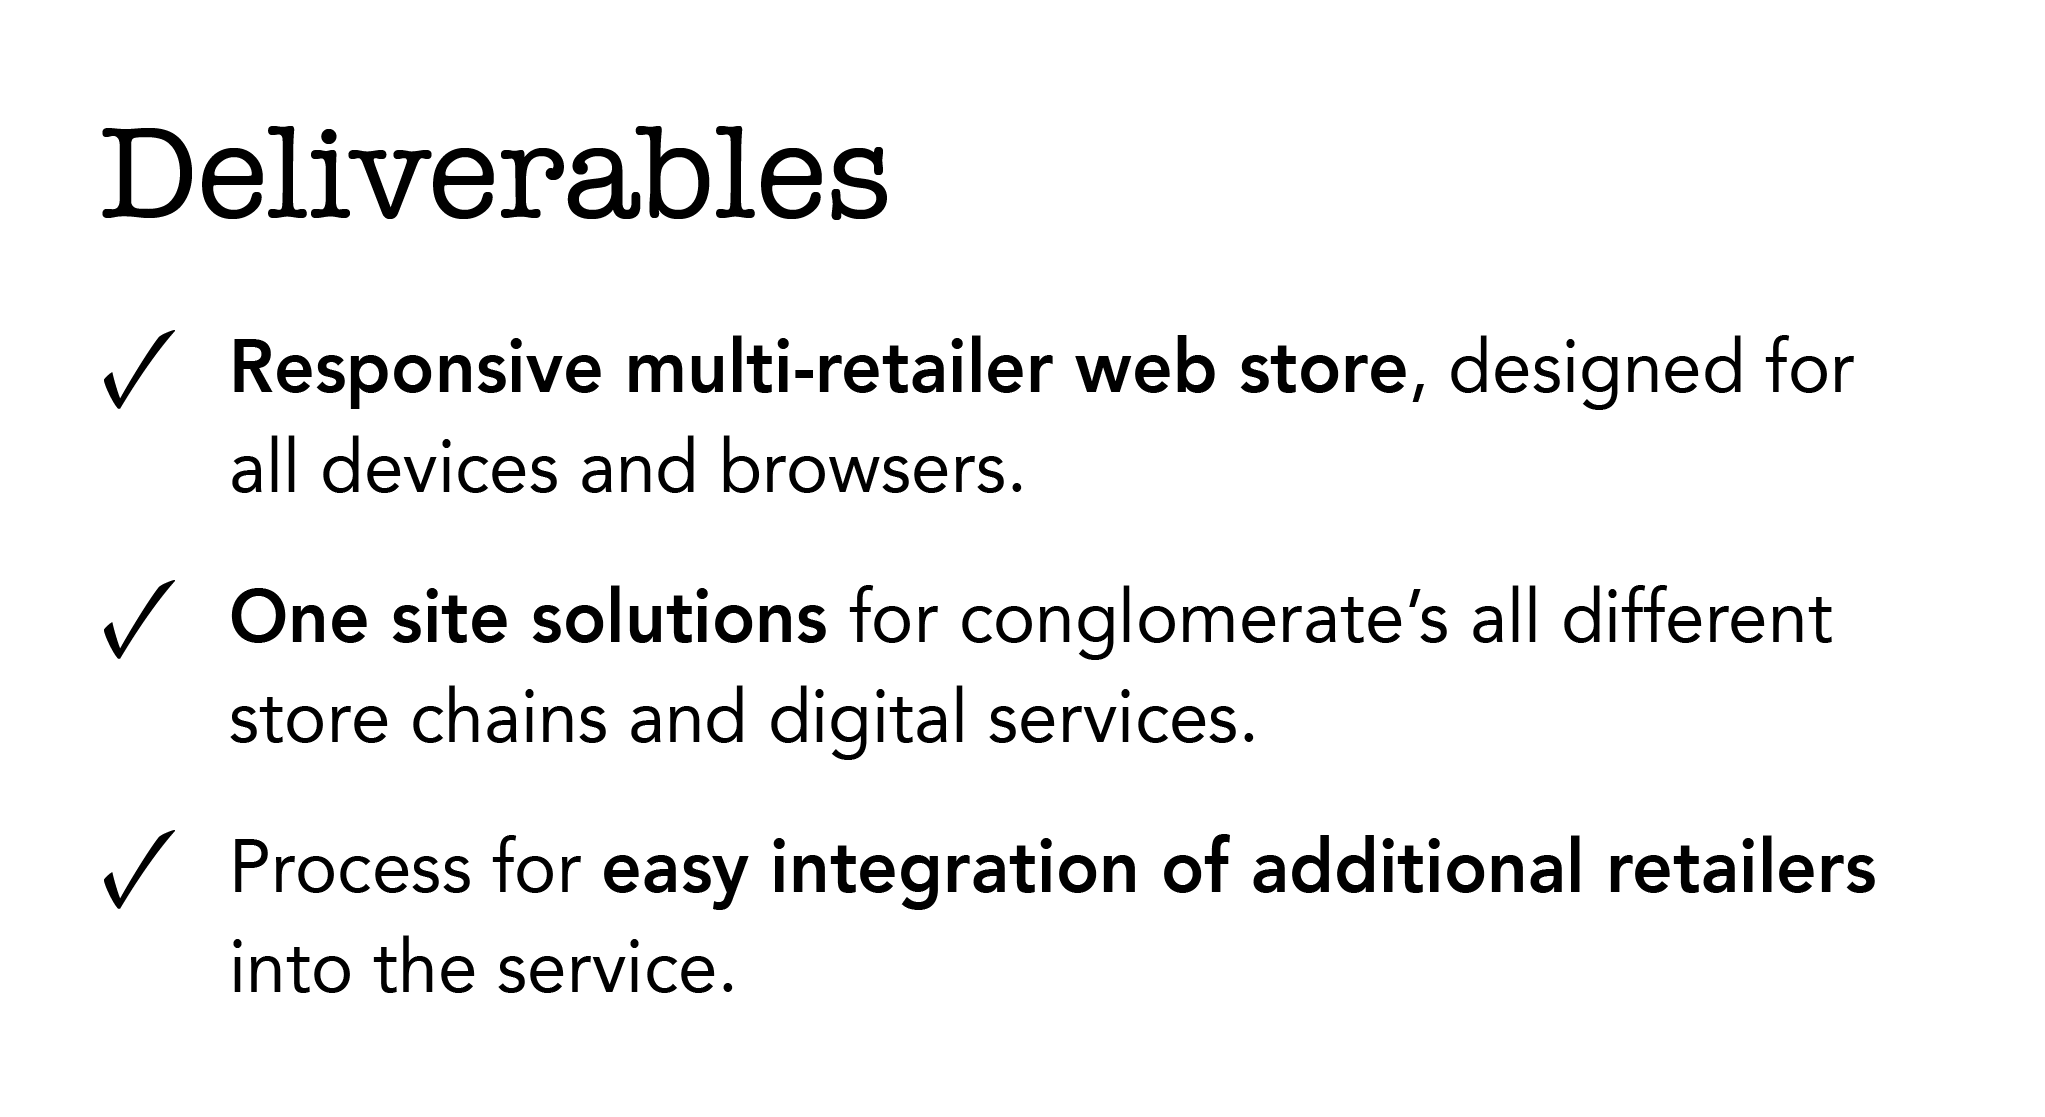 Deliverables
✓ Responsive multi-retailer web store, designed for
all devices and browsers.
✓ One site solutions for conglomerate’s all different
store chains and digital services.
✓ Process for easy integration of additional retailers
into the service.